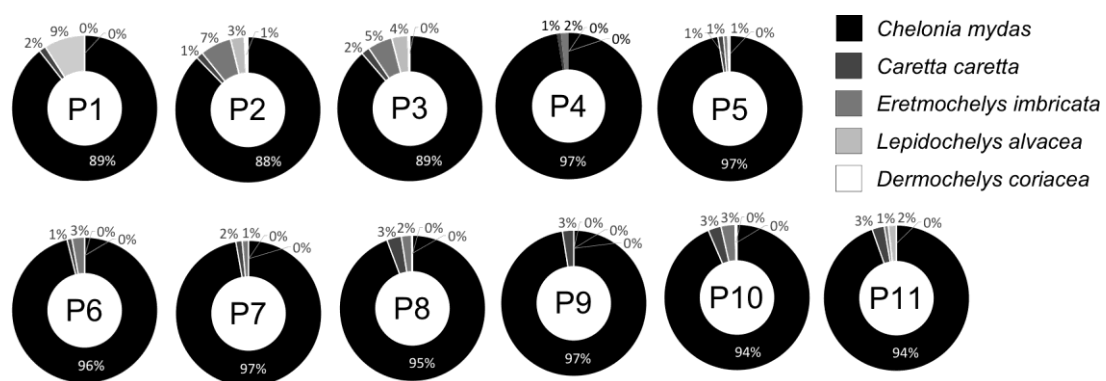 2% 9% 0% 0%
P1
89%
1% 7% 3% 1%
P2
88%
2% 5% 4% 0%
P3
89%
1% 2% 0% 0%
P4
97%
1% 1% 1% 0%
P5
97%
Chelonia mydas
Caretta caretta
Eretmochelys imbricata
Lepidochelys alvacea
Dermochelys coriacea
1% 3% 0% 0%
P6
96%
2% 1% 0% 0%
P7
97%
3% 2% 0% 0%
P8
95%
3% 0% 0% 0%
P9
97%
3% 3% 0% 0%
P10
94%
3% 1% 2% 0%
P11
94%